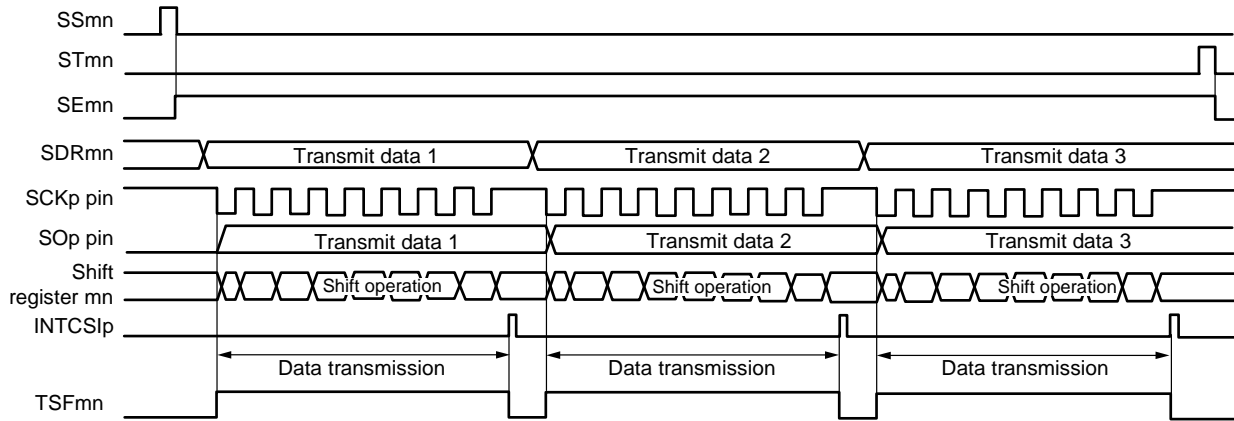 SSmn
STmn
SEmn
SDRmn Transmit data 1 Transmit data 2 Transmit data 3
SCKp pin
SOp pin Transmit data 1 Transmit data 2 Transmit data 3
Shift
register mn Shift operation Shift operation Shift operation
INTCSIp
Data transmission Data transmission Data transmission
TSFmn